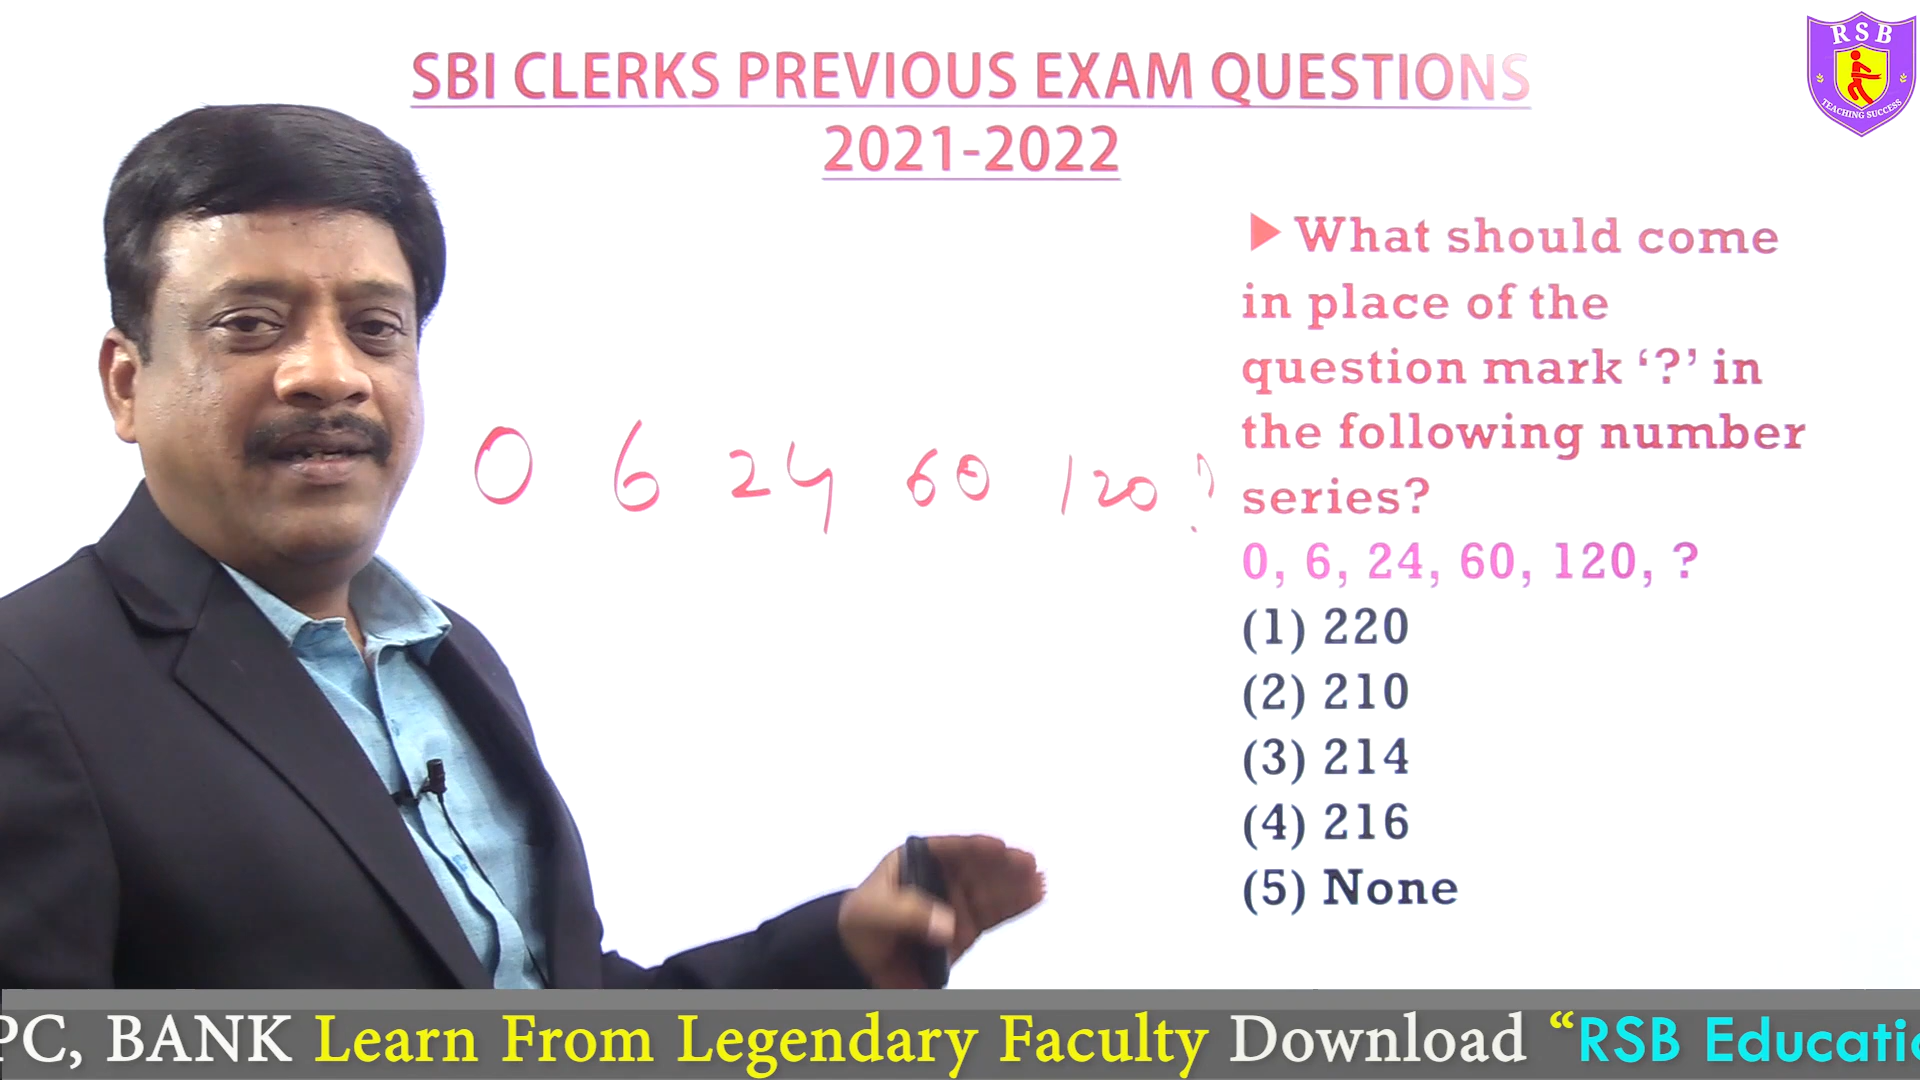 SBI CLERKS PREVIOUS EXAM QUESTIONS
2021-2022
RSB
TEACHING SUCCESS
What should come
in place of the
question mark ‘?’ in
the following number
series?
0, 6, 24, 60, 120, ?
(1) 220
(2) 210
(3) 214
(4) 216
(5) None
0 6 24 60 120 ?
PC, BANK Learn From Legendary Faculty Download “RSB Educatio